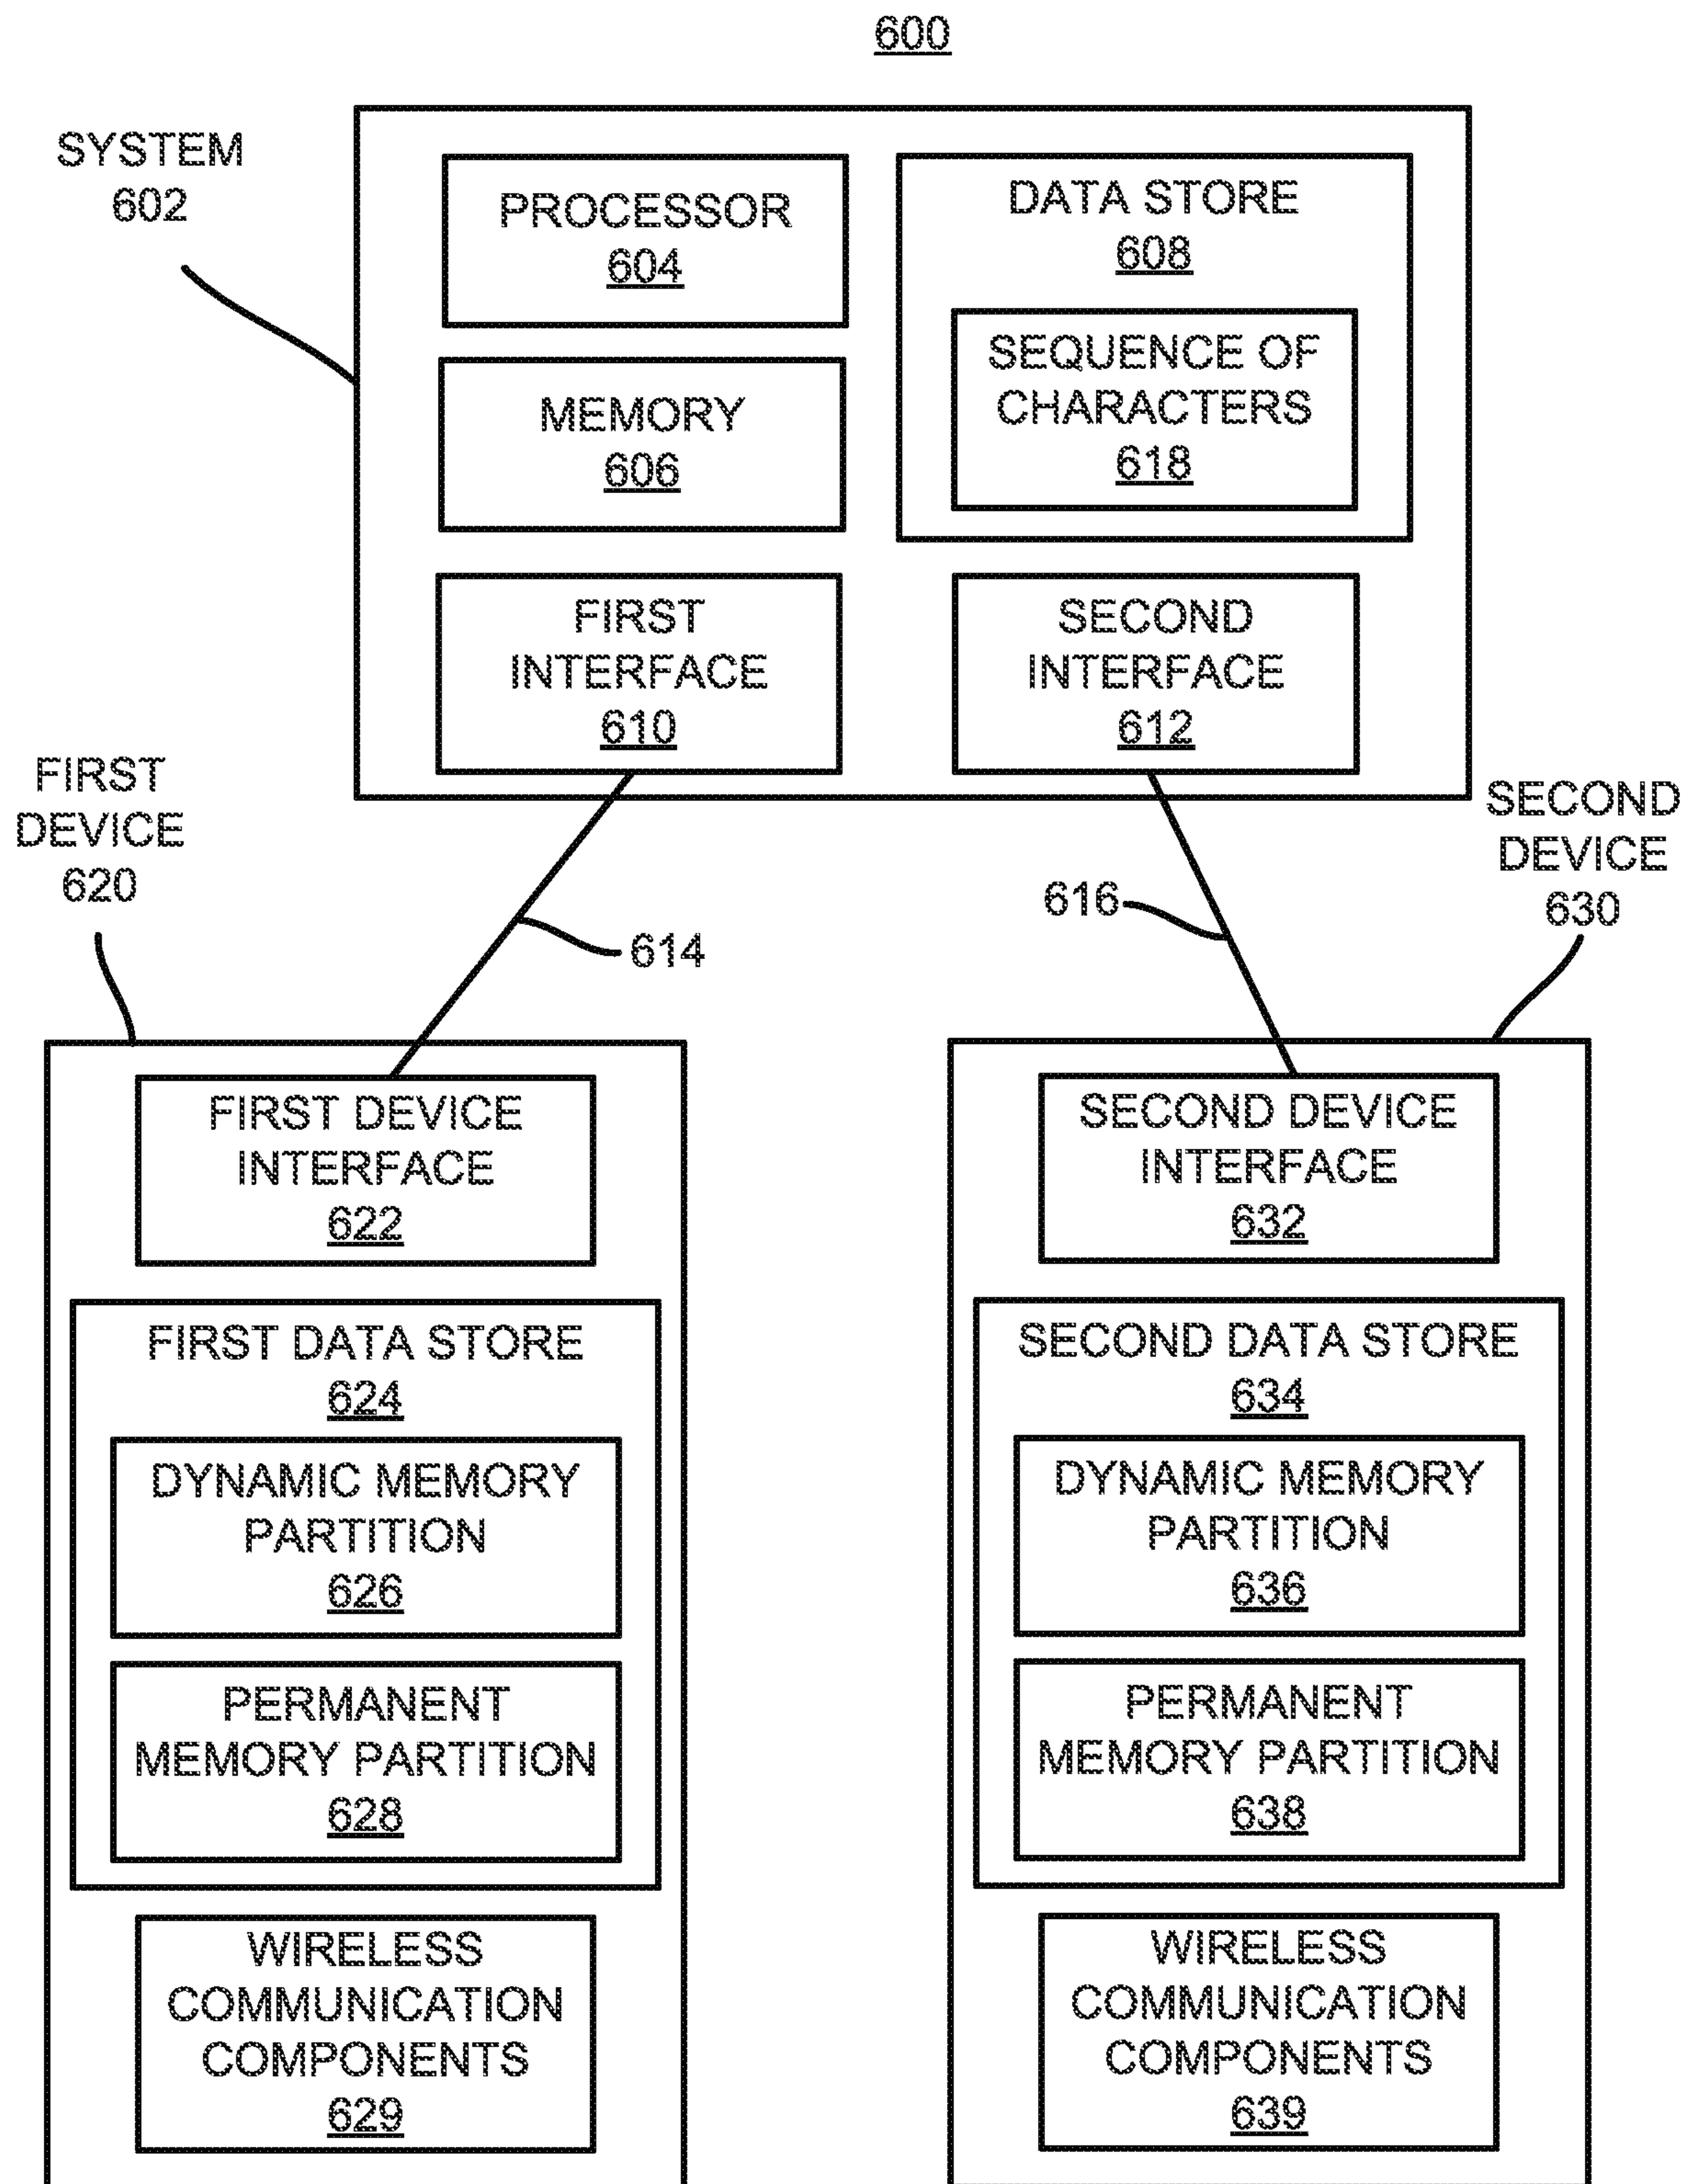 600
SYSTEM
602
PROCESSOR
604
DATA STORE
608
SEQUENCE OF
CHARACTERS
618
MEMORY
606
FIRST
INTERFACE
610
SECOND
INTERFACE
612
FIRST
DEVICE
620
SECOND
DEVICE
630
614
616
FIRST DEVICE
INTERFACE
622
FIRST DATA STORE
624
DYNAMIC MEMORY
PARTITION
626
PERMANENT
MEMORY PARTITION
628
WIRELESS
COMMUNICATION
COMPONENTS
629
SECOND DEVICE
INTERFACE
632
SECOND DATA STORE
634
DYNAMIC MEMORY
PARTITION
636
PERMANENT
MEMORY PARTITION
638
WIRELESS
COMMUNICATION
COMPONENTS
639